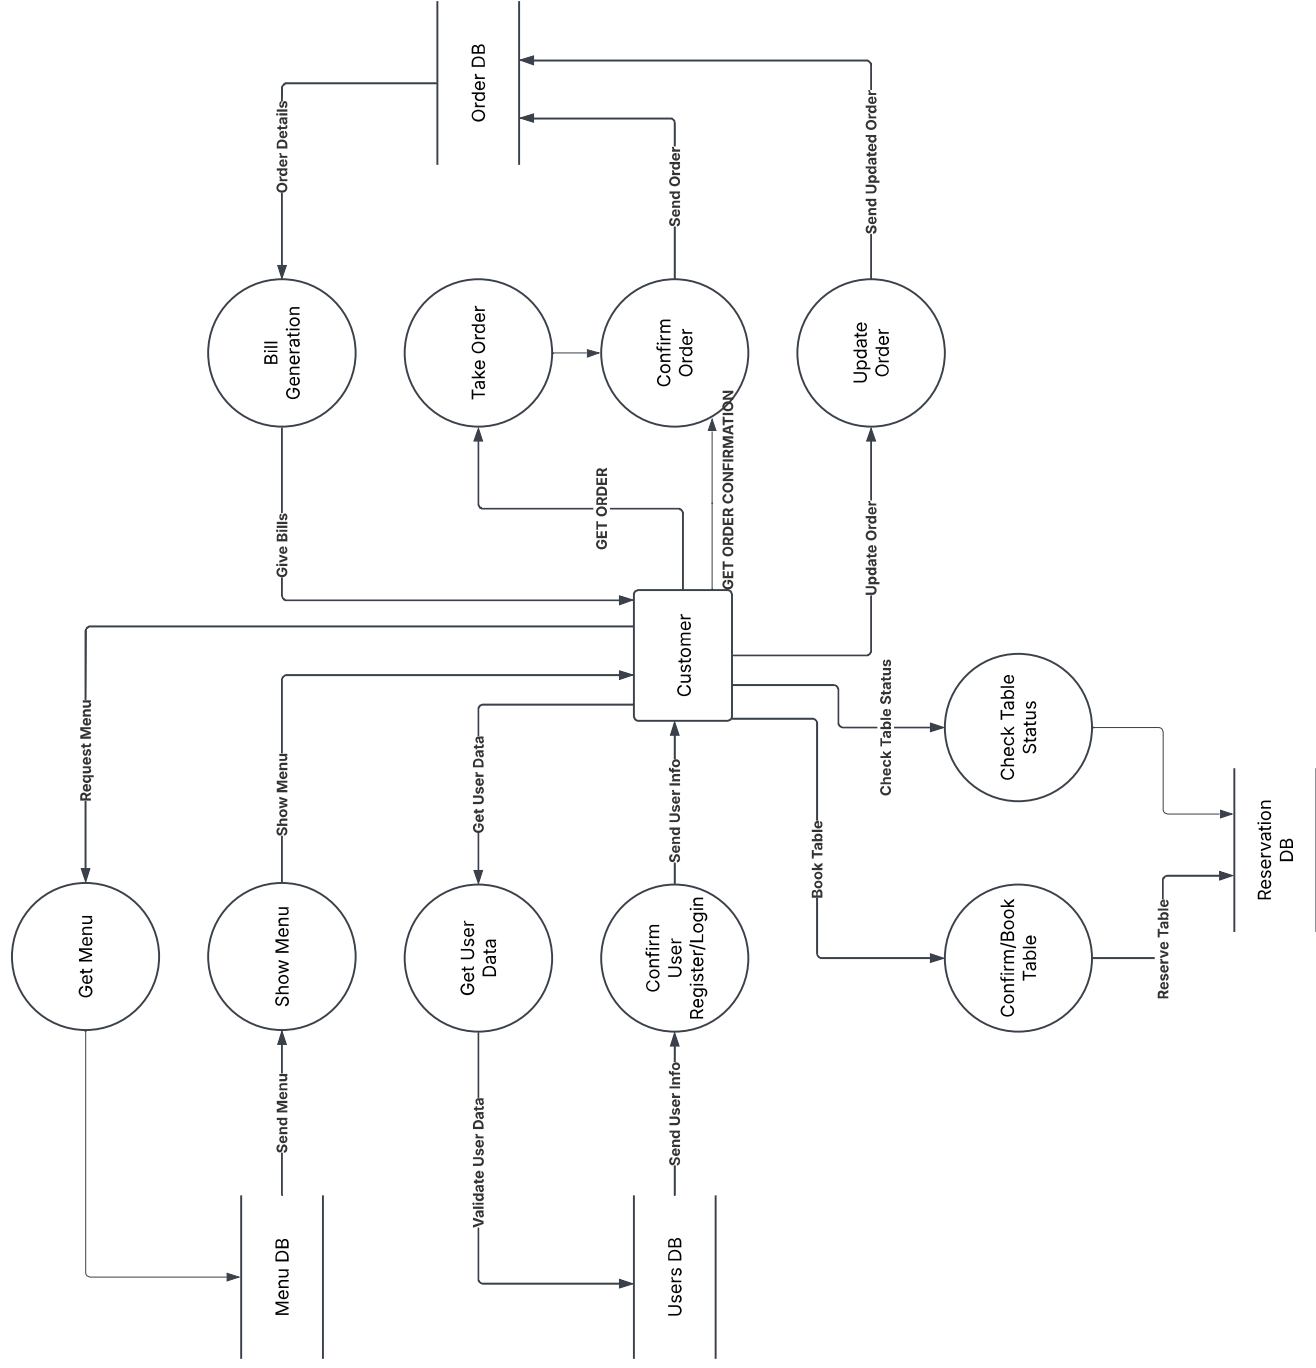 Get Menu
Request Menu
Menu DB
Send Menu
Show Menu
Show Menu
Give Bills
Bill
Generation
Order Details
Validate User Data
Get User
Data
Get User Data
Take Order
Order DB
GET ORDER
Users DB
Send User Info
Confirm
User
Register/Login
Send User Info
Customer
Confirm
Order
Send Order
GET ORDER CONFIRMATION
Book Table
Update Order
Update
Order
Send Updated Order
Check Table Status
Confirm/Book
Table
Check Table
Status
Reserve Table
Reservation
DB